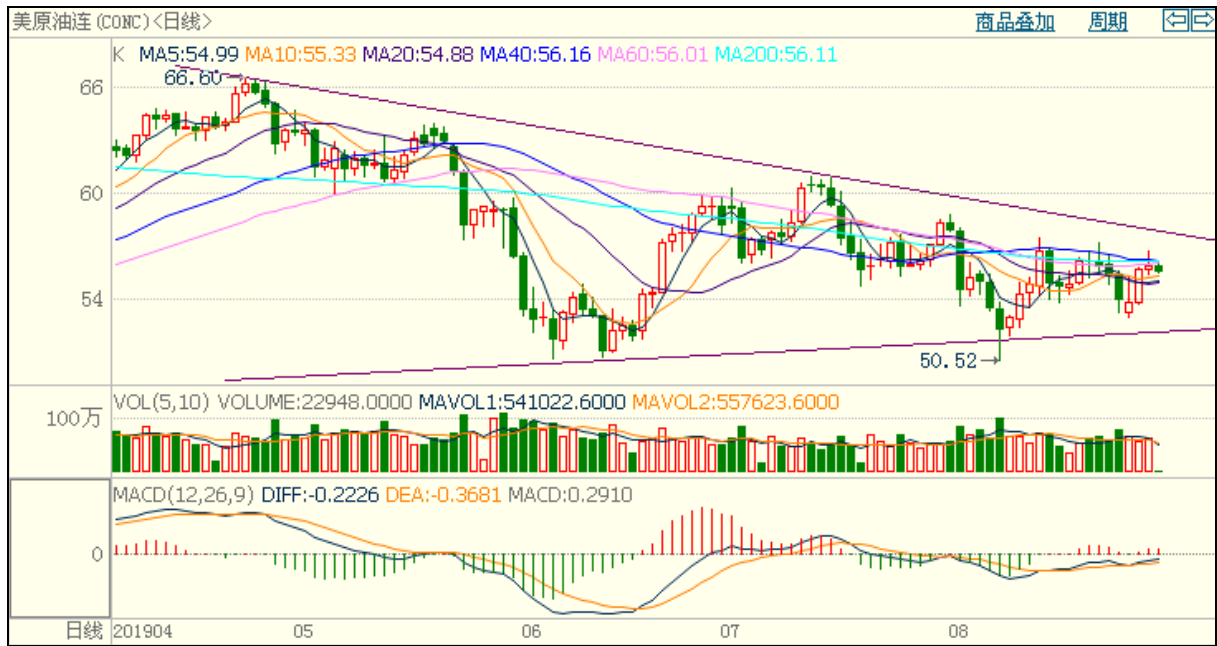 美原油连(CONC)<日线> 商品叠加 周期
K MA5:54.99 MA10:55.33 MA20:54.88 MA40:56.16 MA60:56.01 MA200:56.11
66.60
66
60
54
50.52
VOL(5,10) VOLUME:22948.0000 MAVOL1:541022.6000 MAVOL2:557623.6000
100万
MACD(12,26,9) DIFF:-0.2226 DEA:-0.3681 MACD:0.2910
0
日线 201904 05 06 07 08